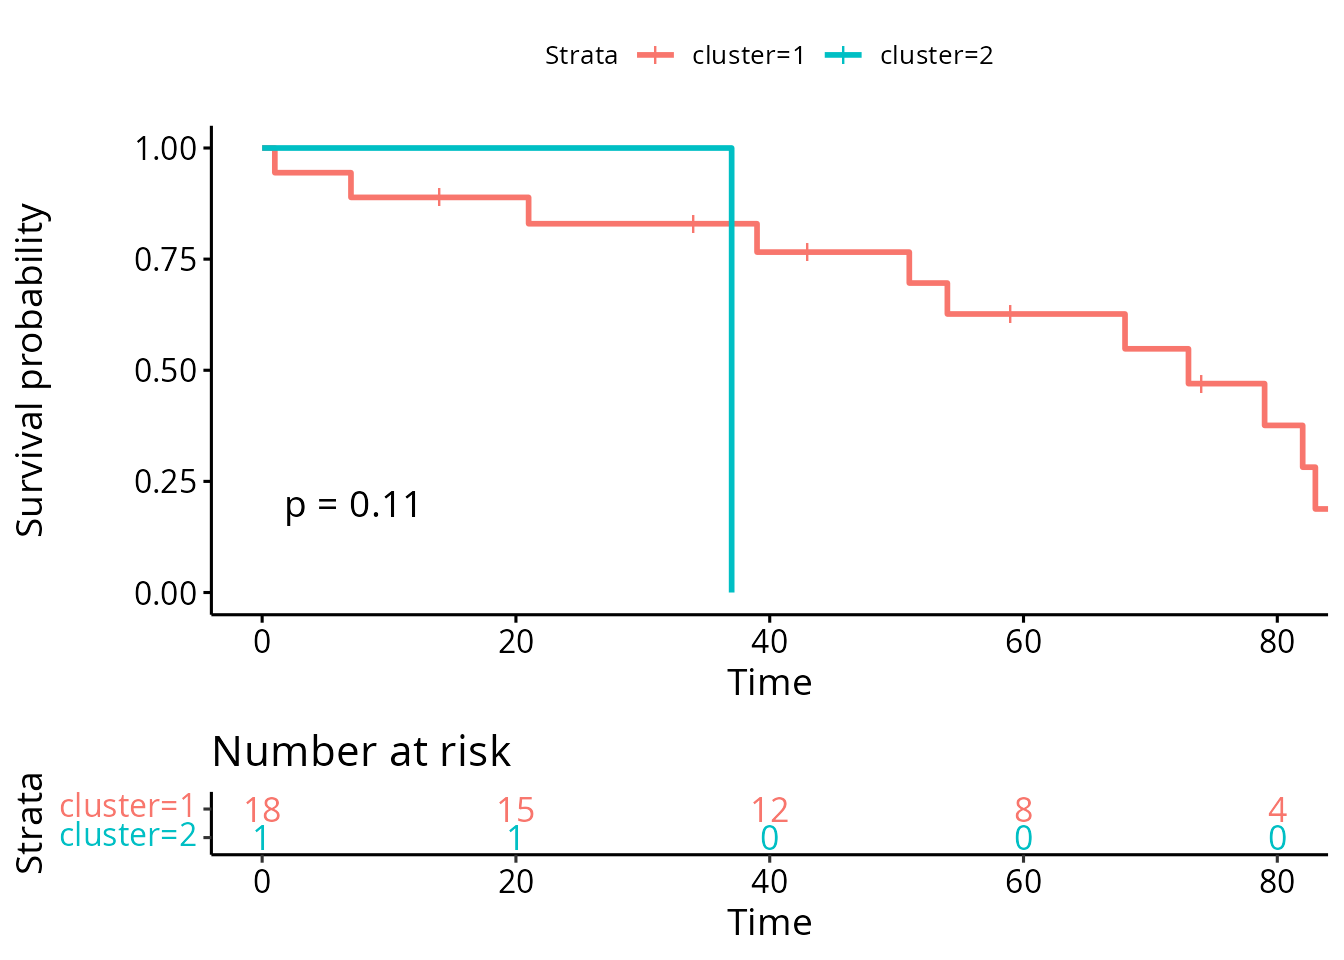 Strata cluster=1 cluster=2
1.00
0.75
0.50
0.25
0.00
Survival probability
p = 0.11
0 20 40 60 80
Time
Number at risk
Strata
cluster=1 18 15 12 8 4
cluster=2 1 1 0 0 0
0 20 40 60 80
Time